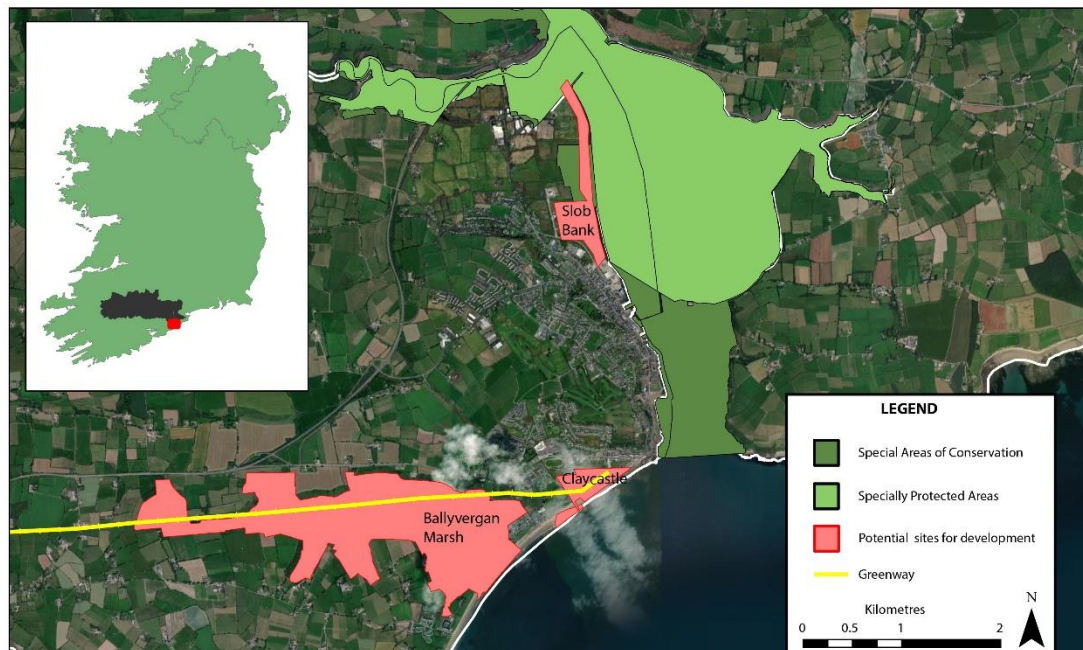 Slob
Bank
Claycastle
Ballyvergan
Marsh
LEGEND
Special Areas of Conservation
Specially Protected Areas
Potential sites for development
Greenway
Kilometres
0 0.5 1 2
N